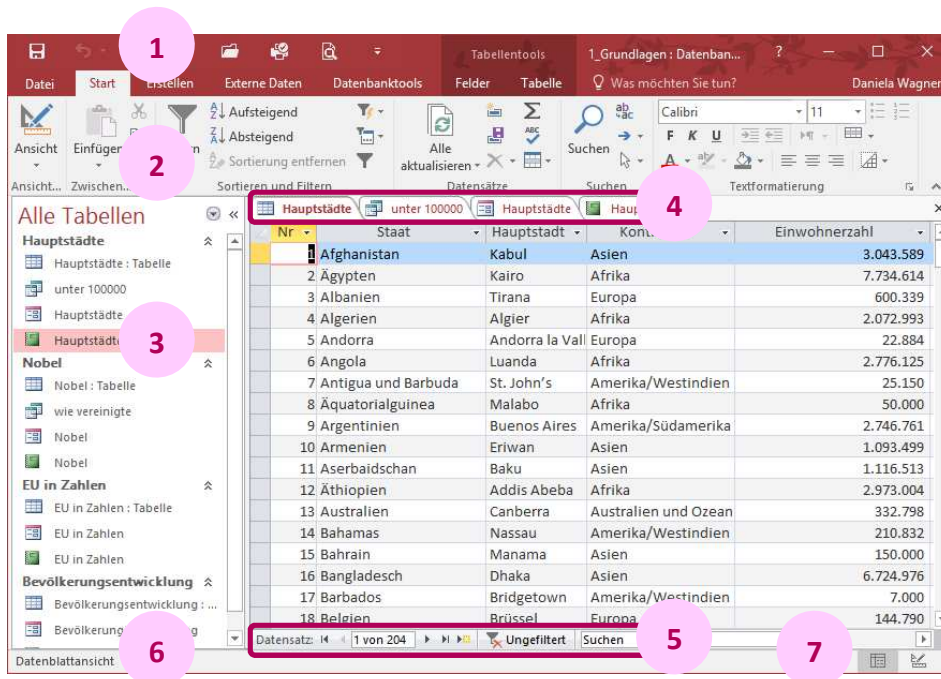 1
Tabellentools
1_Grundlagen : Datenban...
?
Datei
Start
Erstellen
Externe Daten
Datenbanktools
Felder
Tabelle
Was möchten Sie tun?
Daniela Wagner
Ansicht
Einfügen
2
Aufsteigend
Absteigend
Sortierung entfernen
Alle
aktualisieren
Suchen
Calibri
11
F K U
Ansicht...
Zwischen...
Sortieren und Filtern
Datensätze
Suchen
Textformatierung
Alle Tabellen
Hauptstädte
Hauptstädte : Tabelle
unter 100000
Hauptstädte
Hauptstädte
3
Nobel
Nobel : Tabelle
wie vereinigte
Nobel
Nobel
EU in Zahlen
EU in Zahlen : Tabelle
EU in Zahlen
EU in Zahlen
Bevölkerungsentwicklung
Bevölkerungsentwicklung : ...
6
Hauptstädte
unter 100000
Hauptstädte
4
Nr Staat Hauptstadt Einwohnerzahl
1 Afghanistan Kabul Asien 3.043.589
2 Ägypten Kairo Afrika 7.734.614
3 Albanien Tirana Europa 600.339
4 Algerien Algier Afrika 2.072.993
5 Andorra Andorra la Vall Europa 22.884
6 Angola Luanda Afrika 2.776.125
7 Antigua und Barbuda St. John's Amerika/Westindien 25.150
8 Äquatorialguinea Malabo Afrika 50.000
9 Argentinien Buenos Aires Amerika/Südamerika 2.746.761
10 Armenien Eriwan Asien 1.093.499
11 Aserbaidschan Baku Asien 1.116.513
12 Äthiopien Addis Abeba Afrika 2.973.004
13 Australien Canberra Australien und Ozean 332.798
14 Bahamas Nassau Amerika/Westindien 210.832
15 Bahrain Manama Asien 150.000
16 Bangladesch Dhaka Asien 6.724.976
17 Barbados Bridgetown Amerika/Westindien 7.000
18 Belgien Brüssel Europa 144.790
Datensatz: 1 von 204 Ungefiltert Suchen
5
7
Datenblattansicht